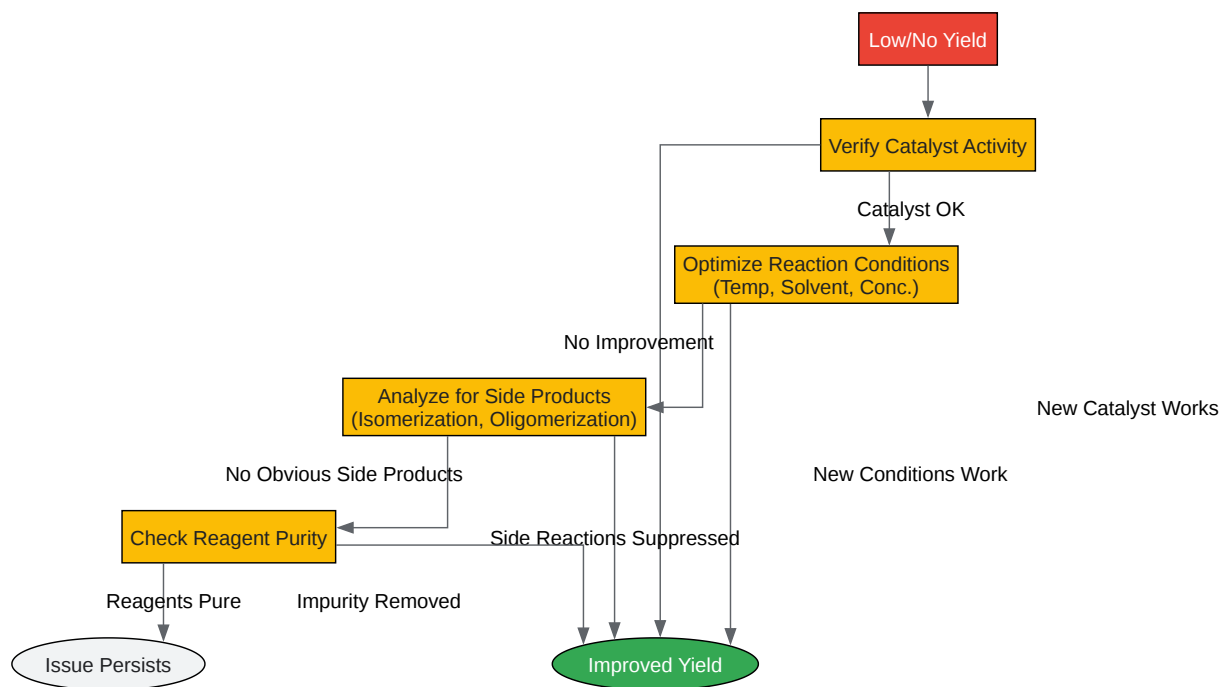 Low/No Yield
Verify Catalyst Activity
Catalyst OK
Optimize Reaction Conditions
(Temp, Solvent, Conc.)
No Improvement
Analyze for Side Products
(Isomerization, Oligomerization)
New Catalyst Works
No Obvious Side Products
New Conditions Work
Check Reagent Purity
Side Reactions Suppressed
Reagents Pure
Impurity Removed
Issue Persists
Improved Yield